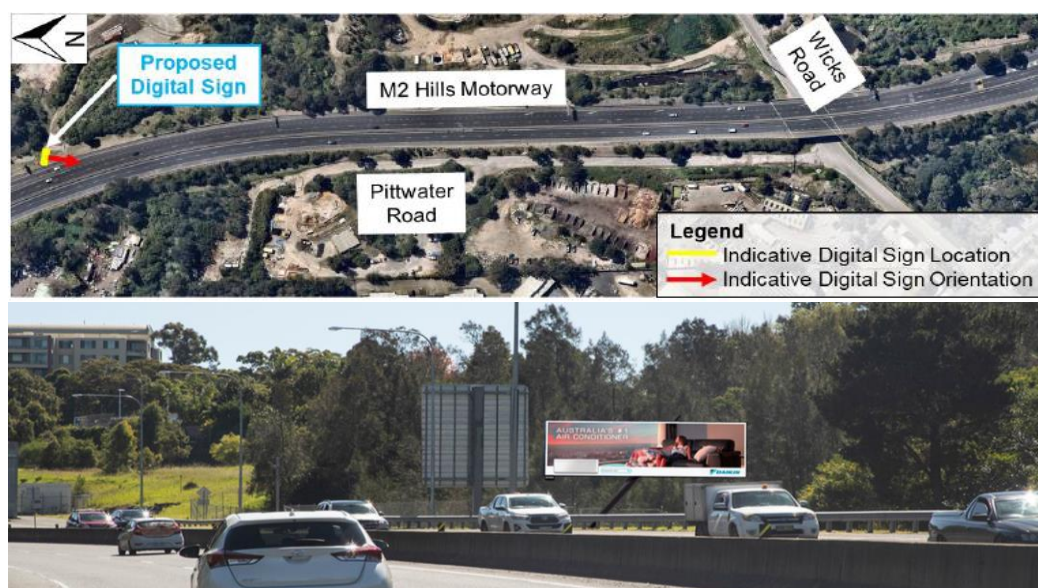 N
Proposed
Digital Sign
M2 Hills Motorway
Wicks
Road
Pittwater
Road
Legend
Indicative Digital Sign Location
Indicative Digital Sign Orientation
AUSTRALIA'S #1
AIR CONDITIONER
DAIKIN